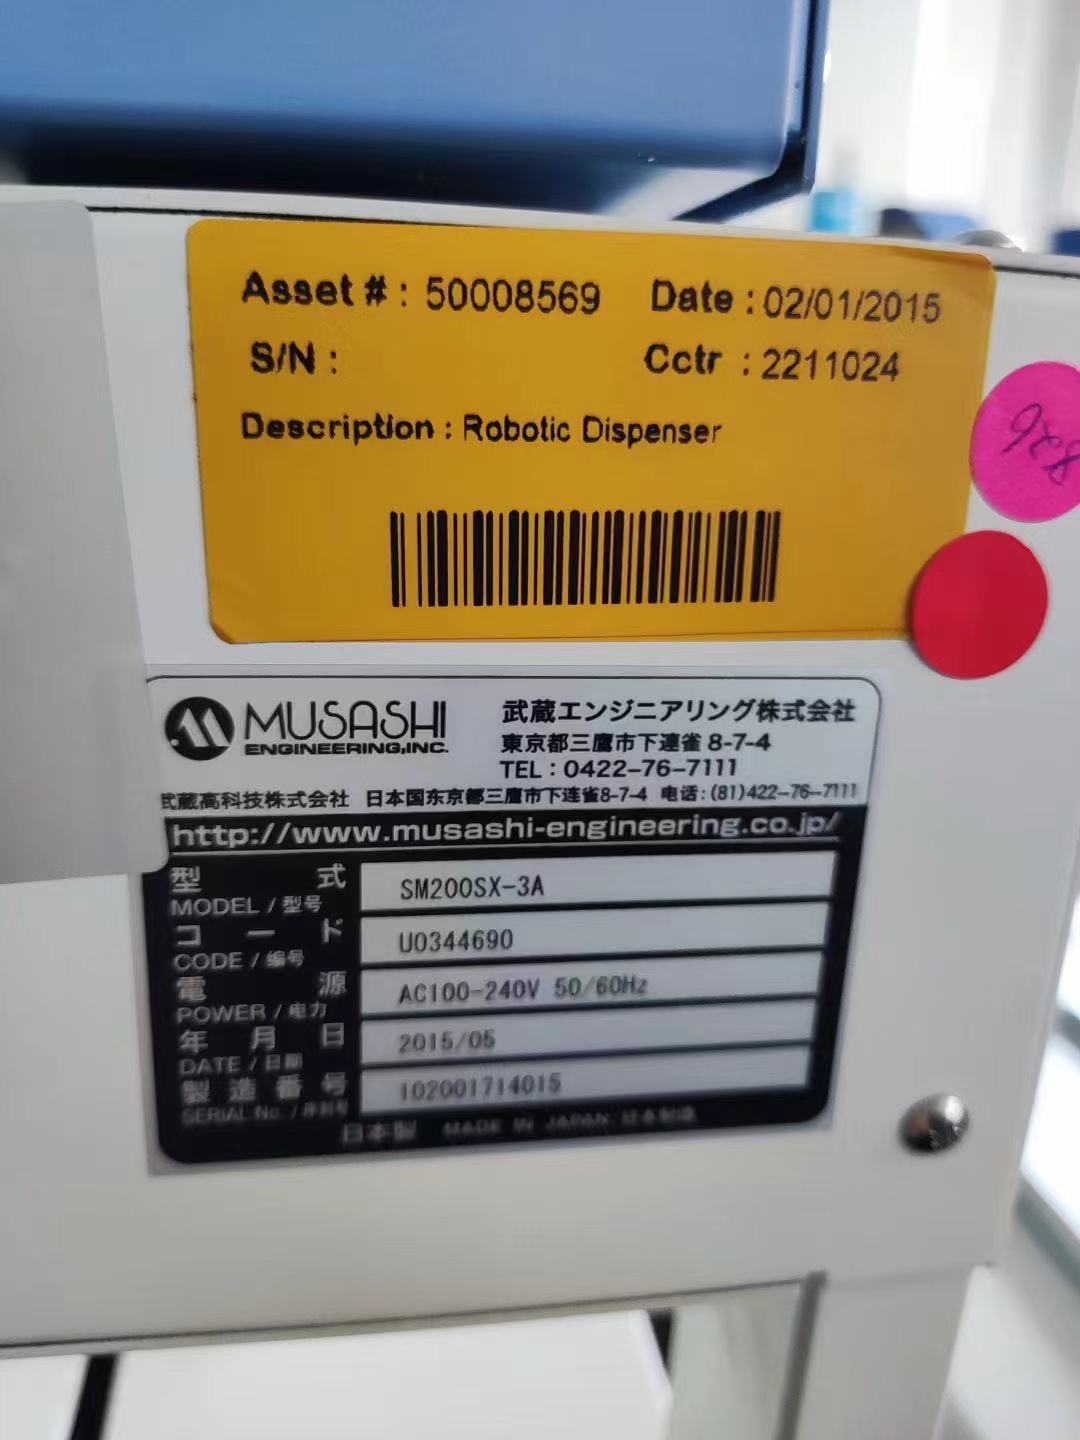 Asset # : 50008569 Date : 02/01/2015
S/N : Cctr : 2211024
Description : Robotic Dispenser
826
MUSASHI
ENGINEERING,INC.
武蔵エンジニアリング株式会社
東京都三鷹市下連雀 8-7-4
TEL : 0422-76-7111
武蔵高科技株式会社 日本国东京都三鹰市下连雀8-7-4 电话 : (81)422-76-7111
http://www.musashi-engineering.co.jp/
型式 SM200SX-3A
MODEL / 型号
コード U0344690
CODE / 编号
電源 AC100-240V 50/60Hz
POWER / 电力
年月日 2015/05
DATE / 日期
製造番号 102001714015
SERIAL No. / 序列号
日本製 MADE IN JAPAN 日本制造